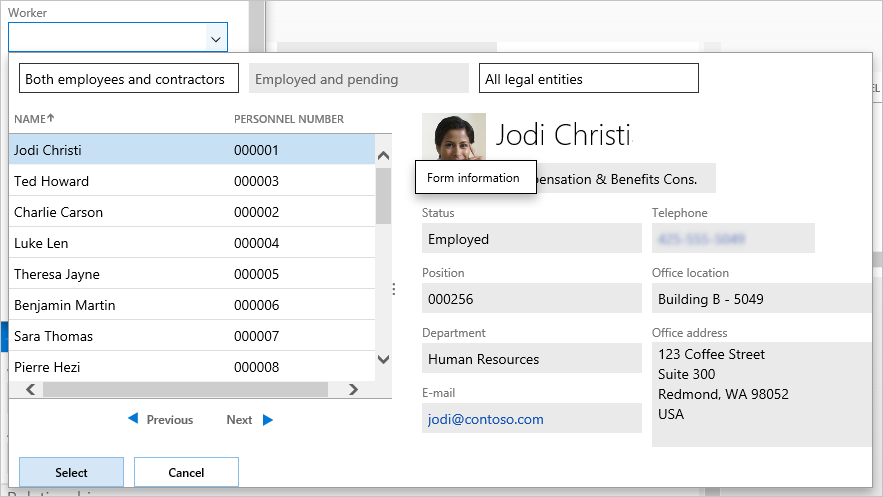 Worker
Both employees and contractors
Employed and pending
All legal entities
NAME PERSONNEL NUMBER
Jodi Christi 000001
Ted Howard 000003
Charlie Carson 000002
Luke Len 000004
Theresa Jayne 000005
Benjamin Martin 000006
Sara Thomas 000007
Pierre Hezi 000008
Previous Next
Select Cancel
Jodi Christi
Form information
& Benefits Cons.
Status
Employed
Telephone
Position
000256
Office location
Building B - 5049
Department
Human Resources
Office address
123 Coffee Street
Suite 300
Redmond, WA 98052
USA
E-mail
jodi@contoso.com